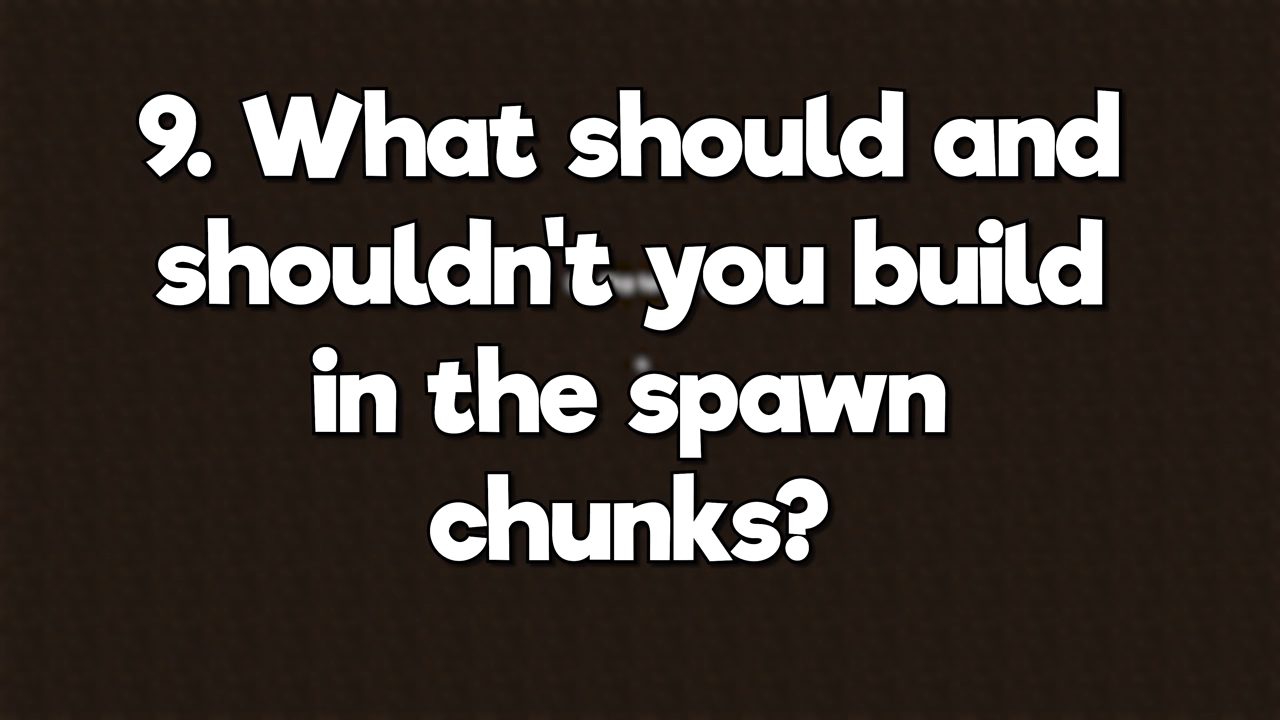 9. What should and
shouldn't you build
in the spawn
chunks?